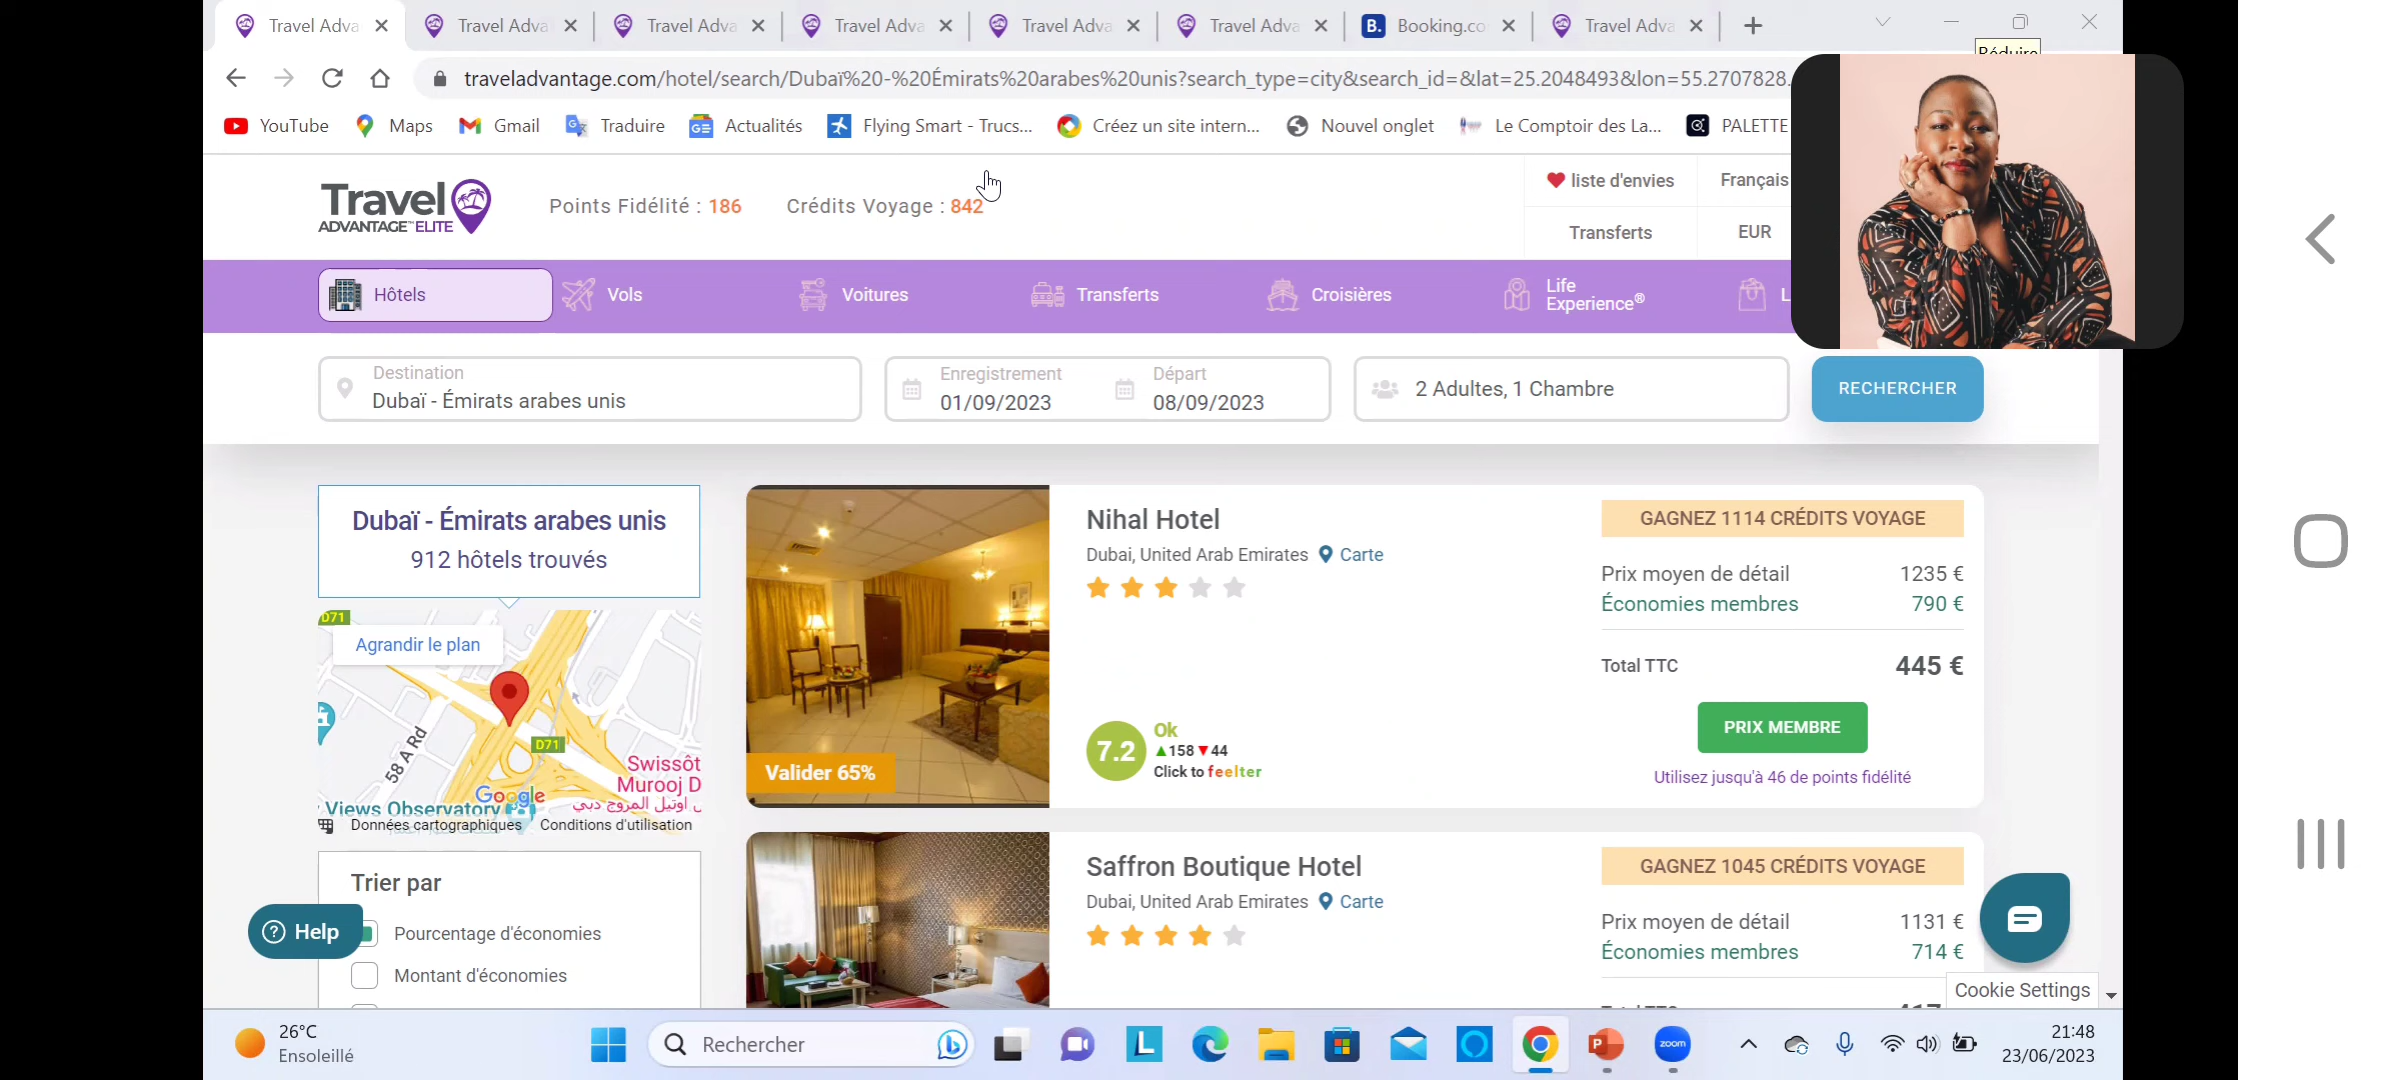 Travel Adva
Travel Adva
Travel Adva
Travel Adva
Travel Adva
Travel Adva
B. Booking.co
Travel Adva
Réduire
traveladvantage.com/hotel/search/Dubaï%20-%20Émirats%20arabes%20unis?search_type=city&search_id=&lat=25.2048493&lon=55.2707828.
YouTube
Maps
Gmail
Traduire
Actualités
Flying Smart - Trucs...
Créez un site intern...
Nouvel onglet
Le Comptoir des La...
PALETTE
Travel
ADVANTAGE™ELITE
Points Fidélité : 186
Crédits Voyage : 842
liste d'envies
Français
Transferts
EUR
Hôtels
Vols
Voitures
Transferts
Croisières
Life
Experience®
L
Destination
Dubaï - Émirats arabes unis
Enregistrement
01/09/2023
Départ
08/09/2023
2 Adultes, 1 Chambre
RECHERCHER
Dubaï - Émirats arabes unis
912 hôtels trouvés
D71
Agrandir le plan
58 A Rd
D71
Swissôt
Murooj D
Google
Views Observatory
Données cartographiques
Conditions d'utilisation
Trier par
Pourcentage d'économies
Montant d'économies
Help
Nihal Hotel
Dubai, United Arab Emirates
Carte
7.2
Ok
158 44
Click to feelter
Valider 65%
GAGNEZ 1114 CRÉDITS VOYAGE
Prix moyen de détail 1235 €
Économies membres 790 €
Total TTC 445 €
PRIX MEMBRE
Utilisez jusqu'à 46 de points fidélité
Saffron Boutique Hotel
Dubai, United Arab Emirates
Carte
GAGNEZ 1045 CRÉDITS VOYAGE
Prix moyen de détail 1131 €
Économies membres 714 €
Cookie Settings
26°C
Ensoleillé
Rechercher
L
P
zoom
21:48
23/06/2023